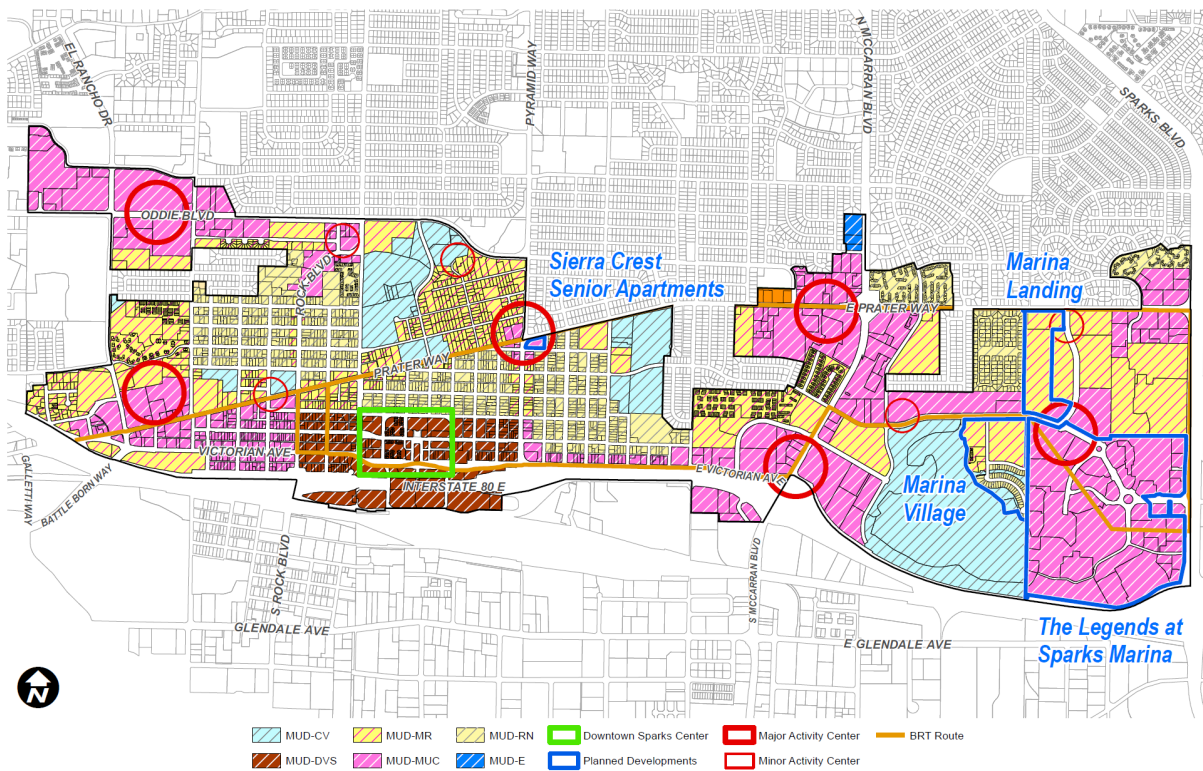 EL RANCHO DR
PYRAMID WAY
N MCCARRAN BLVD
SPARKS BLVD
ODDIE BLVD
ROCK BLVD
Sierra Crest
Senior Apartments
Marina
Landing
E PRATER WAY
PRATER WAY
VICTORIAN AVE
E VICTORIAN AVE
INTERSTATE 80 E
Marina
Village
GALLETTI WAY
BATTLE BORN WAY
S ROCK BLVD
S MCCARRAN BLVD
GLENDALE AVE
E GLENDALE AVE
The Legends at
Sparks Marina
N
MUD-CV
MUD-MR
MUD-RN
Downtown Sparks Center
Major Activity Center
BRT Route
MUD-DVS
MUD-MUC
MUD-E
Planned Developments
Minor Activity Center